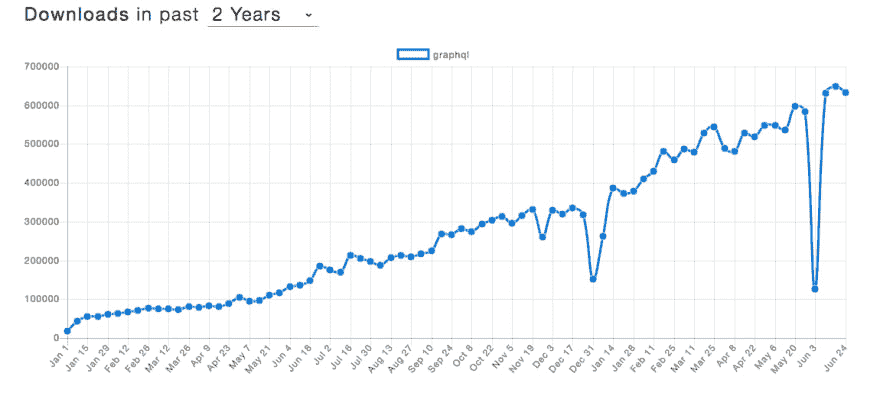 Downloads in past 2 Years
graphql
700000
600000
500000
400000
300000
200000
100000
0
Jan 1
Jan 15
Jan 29
Feb 12
Feb 26
Mar 12
Mar 26
Apr 9
Apr 23
May 7
May 21
Jun 4
Jun 18
Jul 2
Jul 16
Jul 30
Aug 13
Aug 27
Sep 10
Sep 24
Oct 8
Oct 22
Nov 5
Nov 19
Dec 3
Dec 17
Dec 31
Jan 14
Jan 28
Feb 11
Feb 25
Mar 11
Mar 25
Apr 8
Apr 22
May 6
May 20
Jun 3
Jun 24